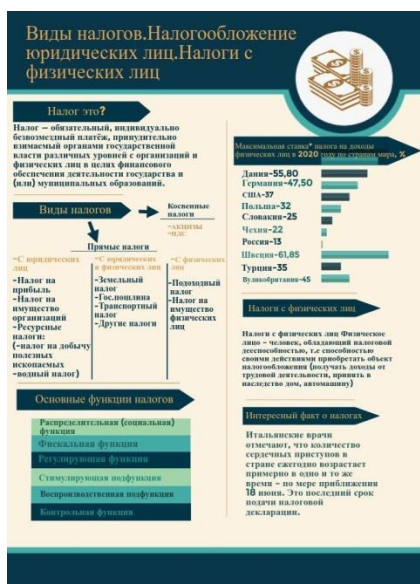 Виды налогов.Налогообложение
юридических лиц.Налоги с
физических лиц
Налог это?
Налог – обязательный, индивидуально
безвозмездный платёж, принудительно
взимаемый органами государственной
власти различных уровней с организаций и
физических лиц в целях финансового
обеспечения деятельности государства и
(или) муниципальных образований.
Виды налогов
Косвенные
налоги
-АКЦИЗЫ
-НДС
Прямые налоги
-С юридических
лиц
-Налог на
прибыль
-Налог на
имущество
организаций
-Ресурсные
налоги:
(-налог на добычу
полезных
ископаемых
-водный налог)
-С юридических
и физических лиц
-Земельный
налог
-Гос.пошлина
-Транспортный
налог
-Другие налоги
-С физических
лиц
-Подоходный
налог
-Налог на
имущество
физических
лиц
Основные функции налогов
Распределительная (социальная)
функция
Фискальная функция
Регулирующая функция
Стимулирующая подфункция
Воспроизводственная подфункция
Контрольная функция
Максимальная ставка* налога на доходы
физических лиц в 2020 году по странам мира, %
Дания-55,80
Германия-47,50
США-37
Польша-32
Словакия-25
Чехия-22
Россия-13
Швеция-61,85
Турция-35
Великобритания-45
Налоги с физических лиц
Налоги с физических лиц Физическое
лицо - человек, обладающий налоговой
дееспособностью, т.е способностью
своими действиями приобретать объект
налогообложения (получать доходы от
трудовой деятельности, принять в
наследство дом, автомашину)
Интересный факт о налогах
Итальянские врачи
отмечают, что количество
сердечных приступов в
стране ежегодно возрастает
примерно в одно и то же
время - по мере приближения
18 июня. Это последний срок
подачи налоговой
декларации.